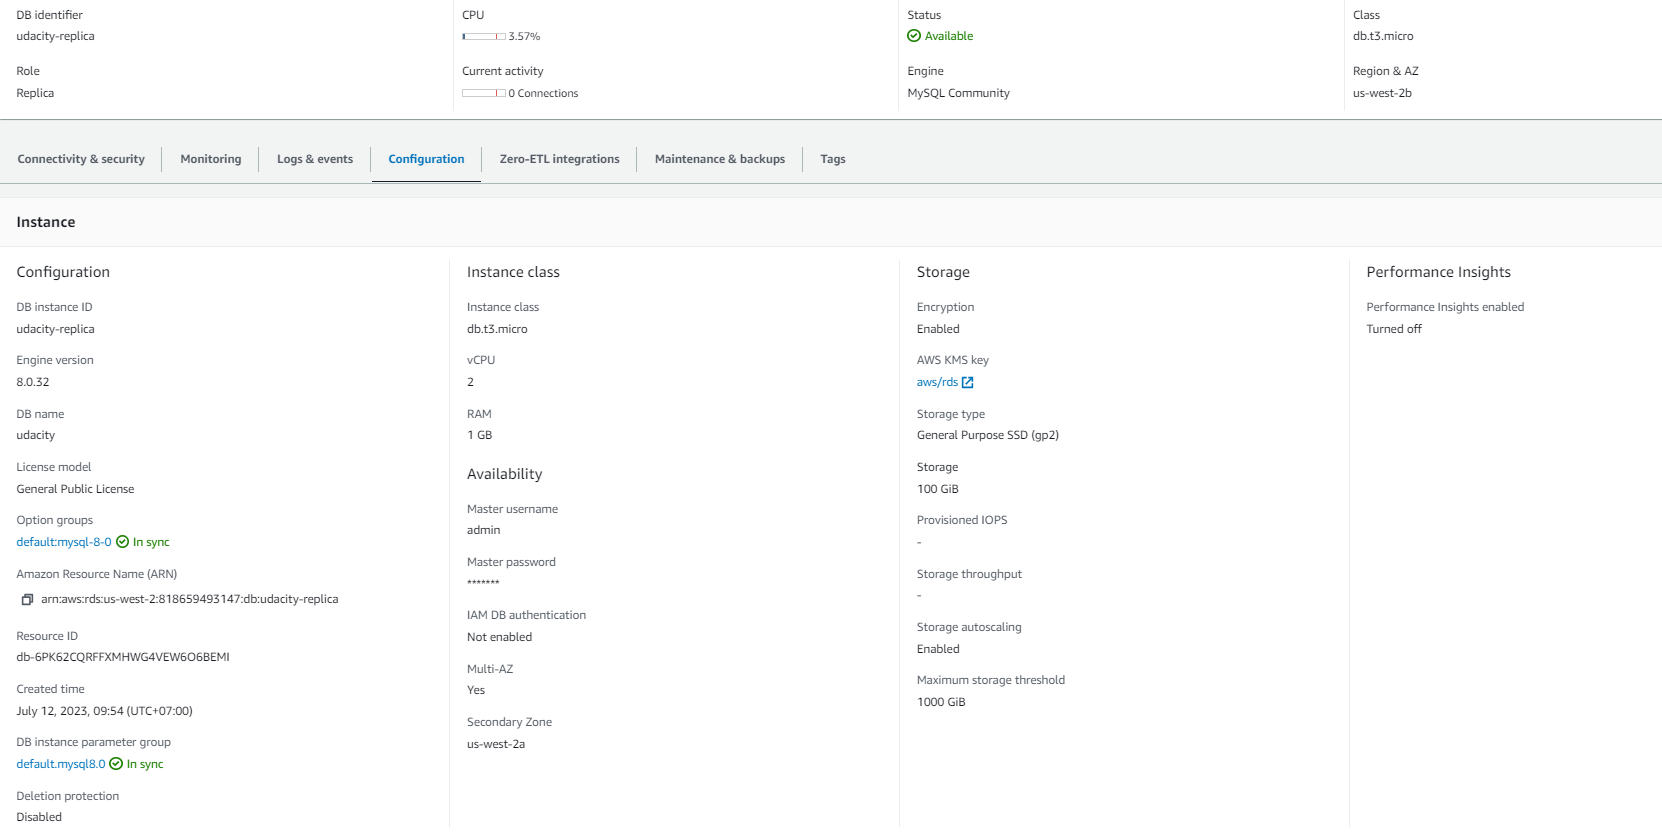 DB identifier
udacity-replica
CPU
3.57%
Status
Available
Class
db.t3.micro
Role
Replica
Current activity
0 Connections
Engine
MySQL Community
Region & AZ
us-west-2b
Connectivity & security
Monitoring
Logs & events
Configuration
Zero-ETL integrations
Maintenance & backups
Tags
Instance
Configuration
DB instance ID
udacity-replica
Engine version
8.0.32
DB name
udacity
License model
General Public License
Option groups
default:mysql-8-0 In sync
Amazon Resource Name (ARN)
arn:aws:rds:us-west-2:818659493147:db:udacity-replica
Resource ID
db-6PK62CQRFFXMHWG4VEW6O6BEMI
Created time
July 12, 2023, 09:54 (UTC+07:00)
DB instance parameter group
default.mysql8.0 In sync
Deletion protection
Disabled
Instance class
Instance class
db.t3.micro
vCPU
2
RAM
1 GB
Availability
Master username
admin
Master password
*******
IAM DB authentication
Not enabled
Multi-AZ
Yes
Secondary Zone
us-west-2a
Storage
Encryption
Enabled
AWS KMS key
aws/rds
Storage type
General Purpose SSD (gp2)
Storage
100 GiB
Provisioned IOPS
-
Storage throughput
-
Storage autoscaling
Enabled
Maximum storage threshold
1000 GiB
Performance Insights
Performance Insights enabled
Turned off